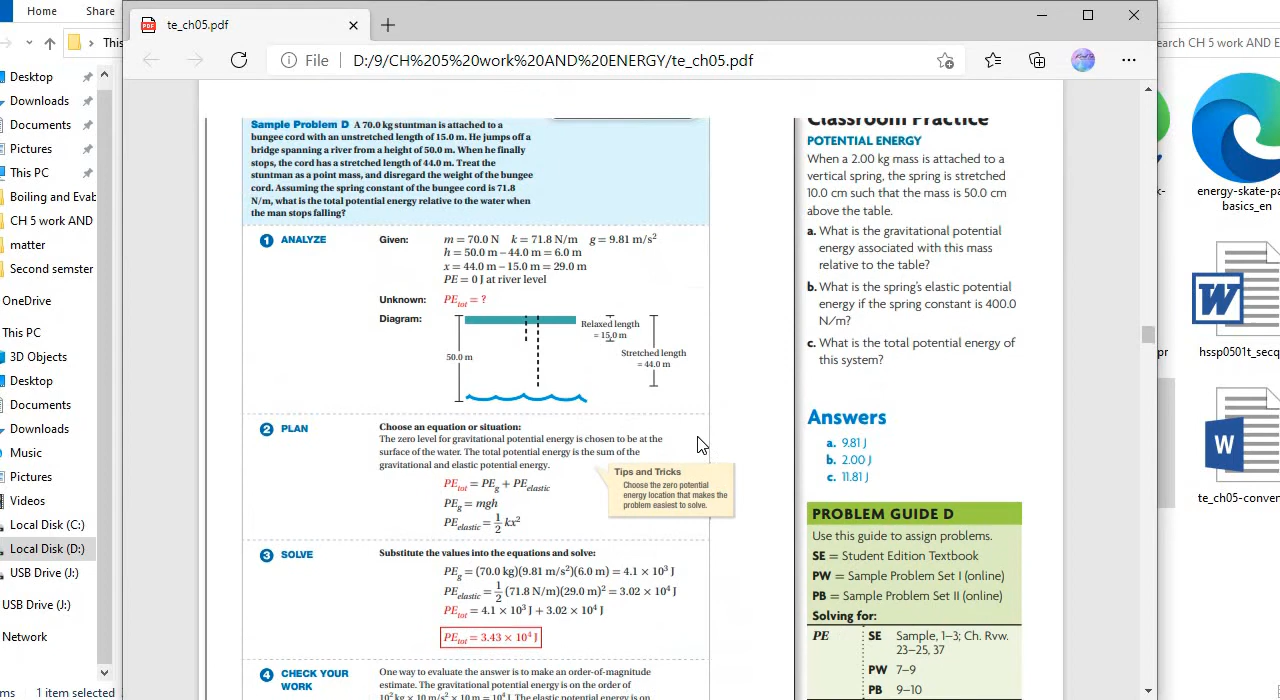 Home Share
te_ch05.pdf
File D:/9/CH%205%20work%20AND%20ENERGY/te_ch05.pdf
This
earch CH 5 work AND E
Desktop
Downloads
Documents
Pictures
This PC
Boiling and Evab
CH 5 work AND
matter
Second semster
OneDrive
This PC
3D Objects
Desktop
Documents
Downloads
Music
Pictures
Videos
Local Disk (C:)
Local Disk (D:)
USB Drive (J:)
USB Drive (J:)
Network
ms 1 item selected
Sample Problem D A 70.0 kg stuntman is attached to a
bungee cord with an unstretched length of 15.0 m. He jumps off a
bridge spanning a river from a height of 50.0 m. When he finally
stops, the cord has a stretched length of 44.0 m. Treat the
stuntman as a point mass, and disregard the weight of the bungee
cord. Assuming the spring constant of the bungee cord is 71.8
N/m, what is the total potential energy relative to the water when
the man stops falling?
1 ANALYZE Given: m = 70.0 N k = 71.8 N/m g = 9.81 m/s²
h = 50.0 m – 44.0 m = 6.0 m
x = 44.0 m – 15.0 m = 29.0 m
PE = 0 J at river level
Unknown: PEtot = ?
Diagram:
Relaxed length
= 15.0 m
50.0 m
Stretched length
= 44.0 m
2 PLAN Choose an equation or situation:
The zero level for gravitational potential energy is chosen to be at the
surface of the water. The total potential energy is the sum of the
gravitational and elastic potential energy.
PEtot = PEg + PEelastic
PEg = mgh
PEelastic = 1/2 kx²
Tips and Tricks
Choose the zero potential
energy location that makes the
problem easiest to solve.
3 SOLVE Substitute the values into the equations and solve:
PEg = (70.0 kg)(9.81 m/s²)(6.0 m) = 4.1 × 10³ J
PEelastic = 1/2 (71.8 N/m)(29.0 m)² = 3.02 × 10⁴ J
PEtot = 4.1 × 10³ J + 3.02 × 10⁴ J
PEtot = 3.43 × 10⁴ J
4 CHECK YOUR WORK One way to evaluate the answer is to make an order-of-magnitude
estimate. The gravitational potential energy is on the order of
10² kg × 10 m/s² × 10 m = 10⁴ J. The elastic potential energy is on
Classroom Practice
POTENTIAL ENERGY
When a 2.00 kg mass is attached to a
vertical spring, the spring is stretched
10.0 cm such that the mass is 50.0 cm
above the table.
a. What is the gravitational potential
energy associated with this mass
relative to the table?
b. What is the spring's elastic potential
energy if the spring constant is 400.0
N/m?
c. What is the total potential energy of
this system?
Answers
a. 9.81 J
b. 2.00 J
c. 11.81 J
PROBLEM GUIDE D
Use this guide to assign problems.
SE = Student Edition Textbook
PW = Sample Problem Set I (online)
PB = Sample Problem Set II (online)
Solving for:
PE SE Sample, 1–3; Ch. Rvw.
23–25, 37
PW 7–9
PB 9–10
energy-skate-pa
basics_en
hssp0501t_secq
te_ch05-conver